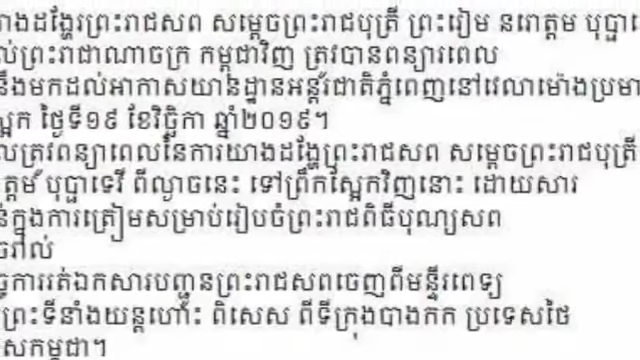 យាងដង្ហែរព្រះរាជសព សម្ដេចព្រះរាជបុត្រី ព្រះរៀម នរោត្ដម បុប្ផា
ព្រះរាជាណាចក្រ កម្ពុជាវិញ ត្រូវបានពន្យារពេល
នឹងមកដល់អាកាសយានដ្ឋានអន្តរជាតិភ្នំពេញនៅវេលាម៉ោងប្រមា
ស្អែក ថ្ងៃទី១៩ ខែវិច្ឆិកា ឆ្នាំ២០១៩។
លត្រូវពន្យាពេលនៃការយាងដង្ហែព្រះរាជសព សម្ដេចព្រះរាជបុត្រី
ត្តម បុប្ផាទេវី ពីល្ងាចនេះ ទៅព្រឹកស្អែកវិញនោះ ដោយសារ
ក្នុងការត្រៀមសម្រាប់រៀបចំព្រះរាជពិធីបុណ្យសព
ចរាល់
ច្ចការរត់ឯកសារបញ្ជូនព្រះរាជសពចេញពីមន្ទីរពេទ្យ
ព្រះទីនាំងយន្តហោះ ពិសេស ពីទីក្រុងបាងកក ប្រទេសថៃ
សកម្ពុជា។